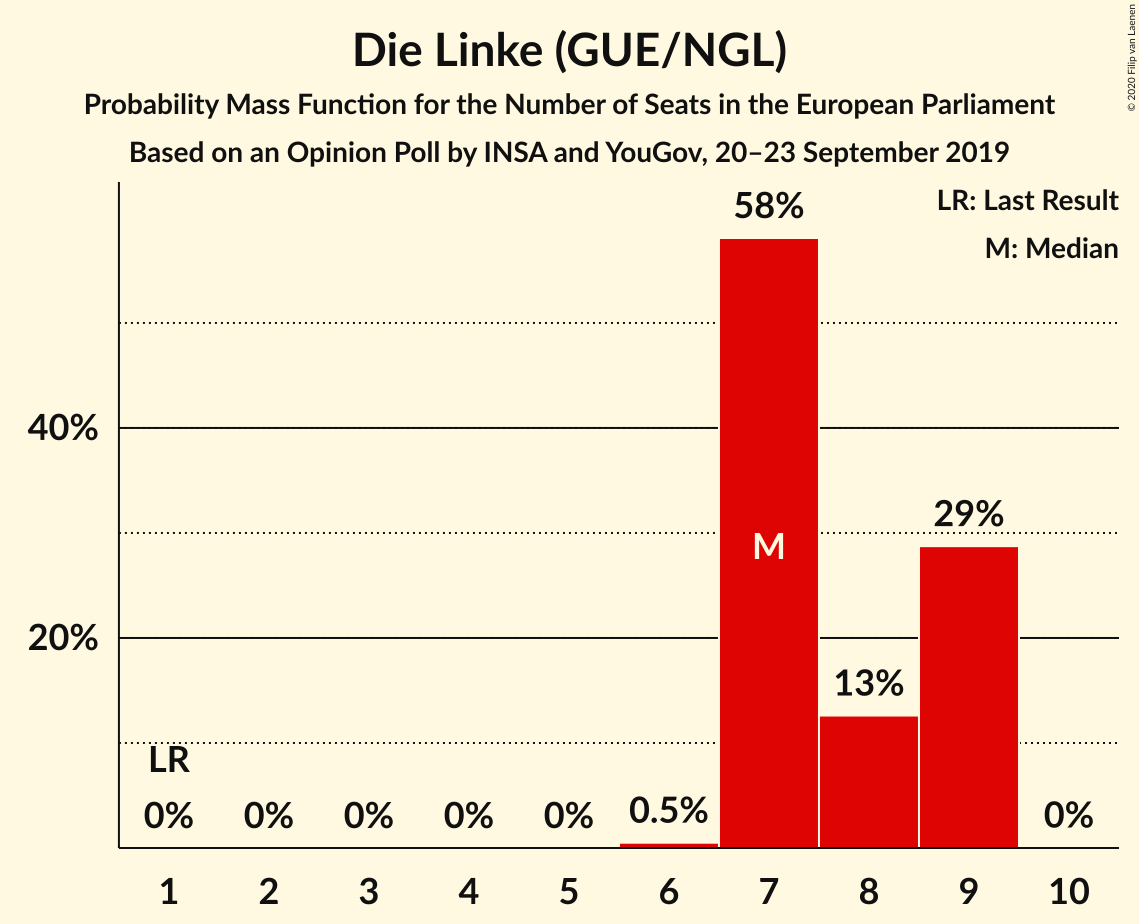 Die Linke (GUE/NGL)
Probability Mass Function for the Number of Seats in the European Parliament
Based on an Opinion Poll by INSA and YouGov, 20–23 September 2019
© 2020 Filip van Laenen
LR: Last Result
M: Median
58%
40%
29%
M
20%
13%
LR
0% 0% 0% 0% 0% 0.5% 0%
1 2 3 4 5 6 7 8 9 10